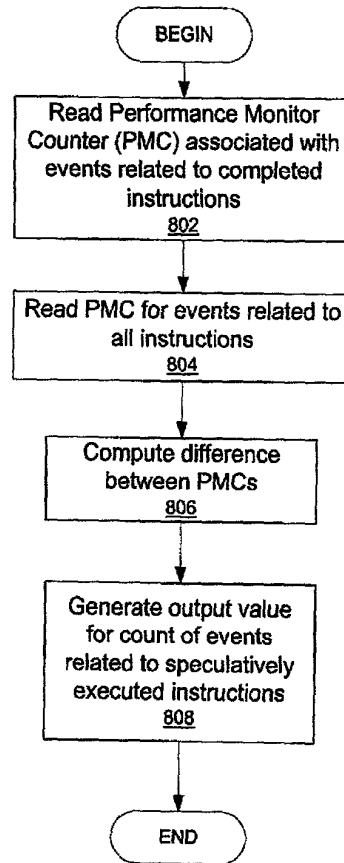 BEGIN
Read Performance Monitor
Counter (PMC) associated with
events related to completed
instructions
802
Read PMC for events related to
all instructions
804
Compute difference
between PMCs
806
Generate output value
for count of events
related to speculatively
executed instructions
808
END